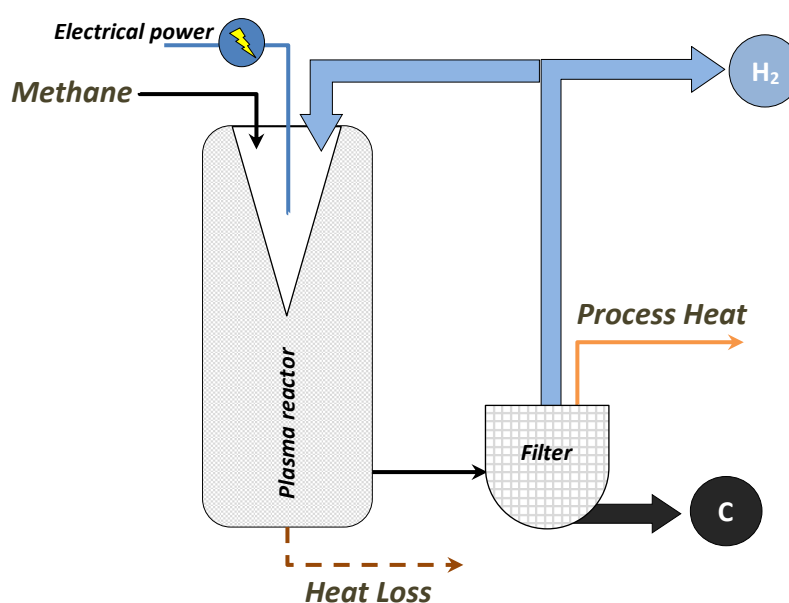 Electrical power
Methane
H₂
Process Heat
Plasma reactor
Filter
C
Heat Loss